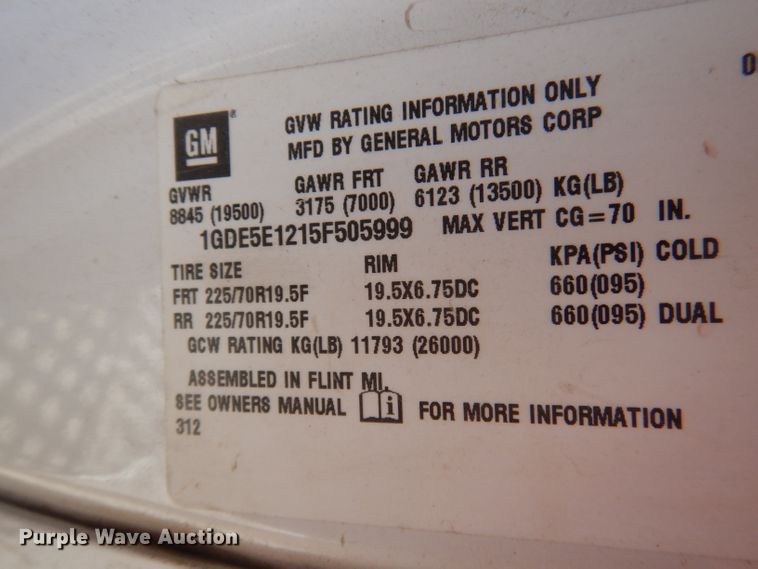 0
GM®
GVW RATING INFORMATION ONLY
MFD BY GENERAL MOTORS CORP
GVWR GAWR FRT GAWR RR
8845 (19500) 3175 (7000) 6123 (13500) KG(LB)
1GDE5E1215F505999 MAX VERT CG=70 IN.
TIRE SIZE RIM KPA(PSI) COLD
FRT 225/70R19.5F 19.5X6.75DC 660(095)
RR 225/70R19.5F 19.5X6.75DC 660(095) DUAL
GCW RATING KG(LB) 11793 (26000)
ASSEMBLED IN FLINT MI.
SEE OWNERS MANUAL i FOR MORE INFORMATION
312
Purple Wave Auction